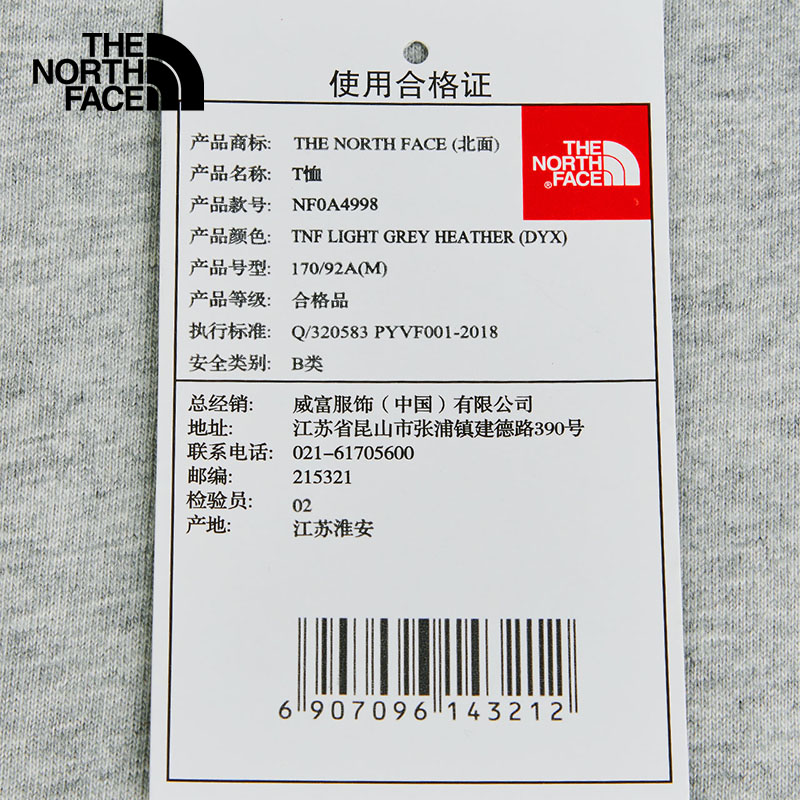 THE
NORTH
FACE
使用合格证
产品商标: THE NORTH FACE (北面)
产品名称: T恤
产品款号: NF0A4998
产品颜色: TNF LIGHT GREY HEATHER (DYX)
产品号型: 170/92A(M)
产品等级: 合格品
执行标准: Q/320583 PYVF001-2018
安全类别: B类
THE
NORTH
®FACE
总经销: 威富服饰（中国）有限公司
地址: 江苏省昆山市张浦镇建德路390号
联系电话: 021-61705600
邮编: 215321
检验员: 02
产地: 江苏淮安
6 907096 143212